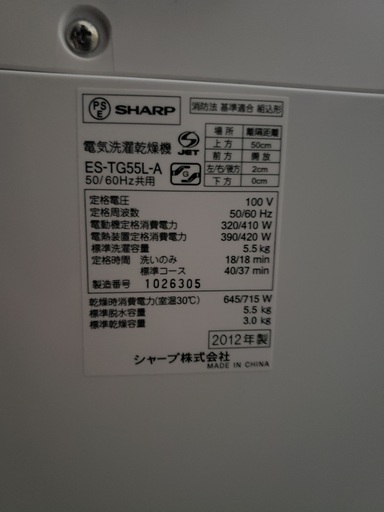 PSE SHARP
消防法 基準適合 組込形
電気洗濯乾燥機
S JET
ES-TG55L-A
50/60Hz共用
場所 離隔距離
上方 50cm
前方 開放
左/右/後方 2cm
下方 0cm
定格電圧 100 V
定格周波数 50/60 Hz
電動機定格消費電力 320/410 W
電熱装置定格消費電力 390/420 W
標準洗濯容量 5.5 kg
定格時間 洗いのみ 18/18 min
標準コース 40/37 min
製造番号 1026305
乾燥時消費電力(室温30℃) 645/715 W
標準脱水容量 5.5 kg
標準乾燥容量 3.0 kg
2012年製
シャープ株式会社
MADE IN CHINA